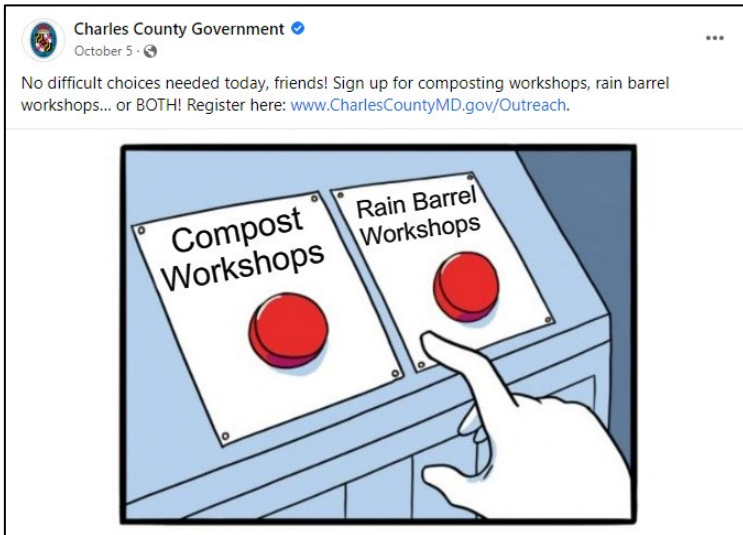 Charles County Government
October 5 ·
No difficult choices needed today, friends! Sign up for composting workshops, rain barrel
workshops... or BOTH! Register here: www.CharlesCountyMD.gov/Outreach.
Compost
Workshops
Rain Barrel
Workshops